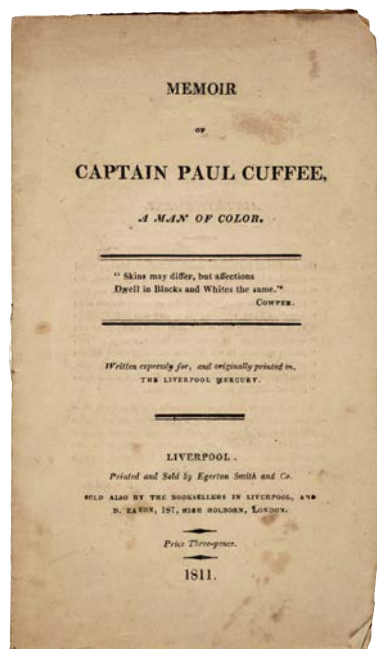 MEMOIR
OF
CAPTAIN PAUL CUFFEE,
A MAN OF COLOR.
" Skins may differ, but affections
Dwell in Blacks and Whites the same."
COWPER.
Written expressly for, and originally printed in,
THE LIVERPOOL MERCURY.
LIVERPOOL.
Printed and Sold by Egerton Smith and Co.
SOLD ALSO BY THE BOOKSELLERS IN LIVERPOOL, AND
D. EATON, 187, HIGH HOLBORN, LONDON.
Price Three-pence.
1811.